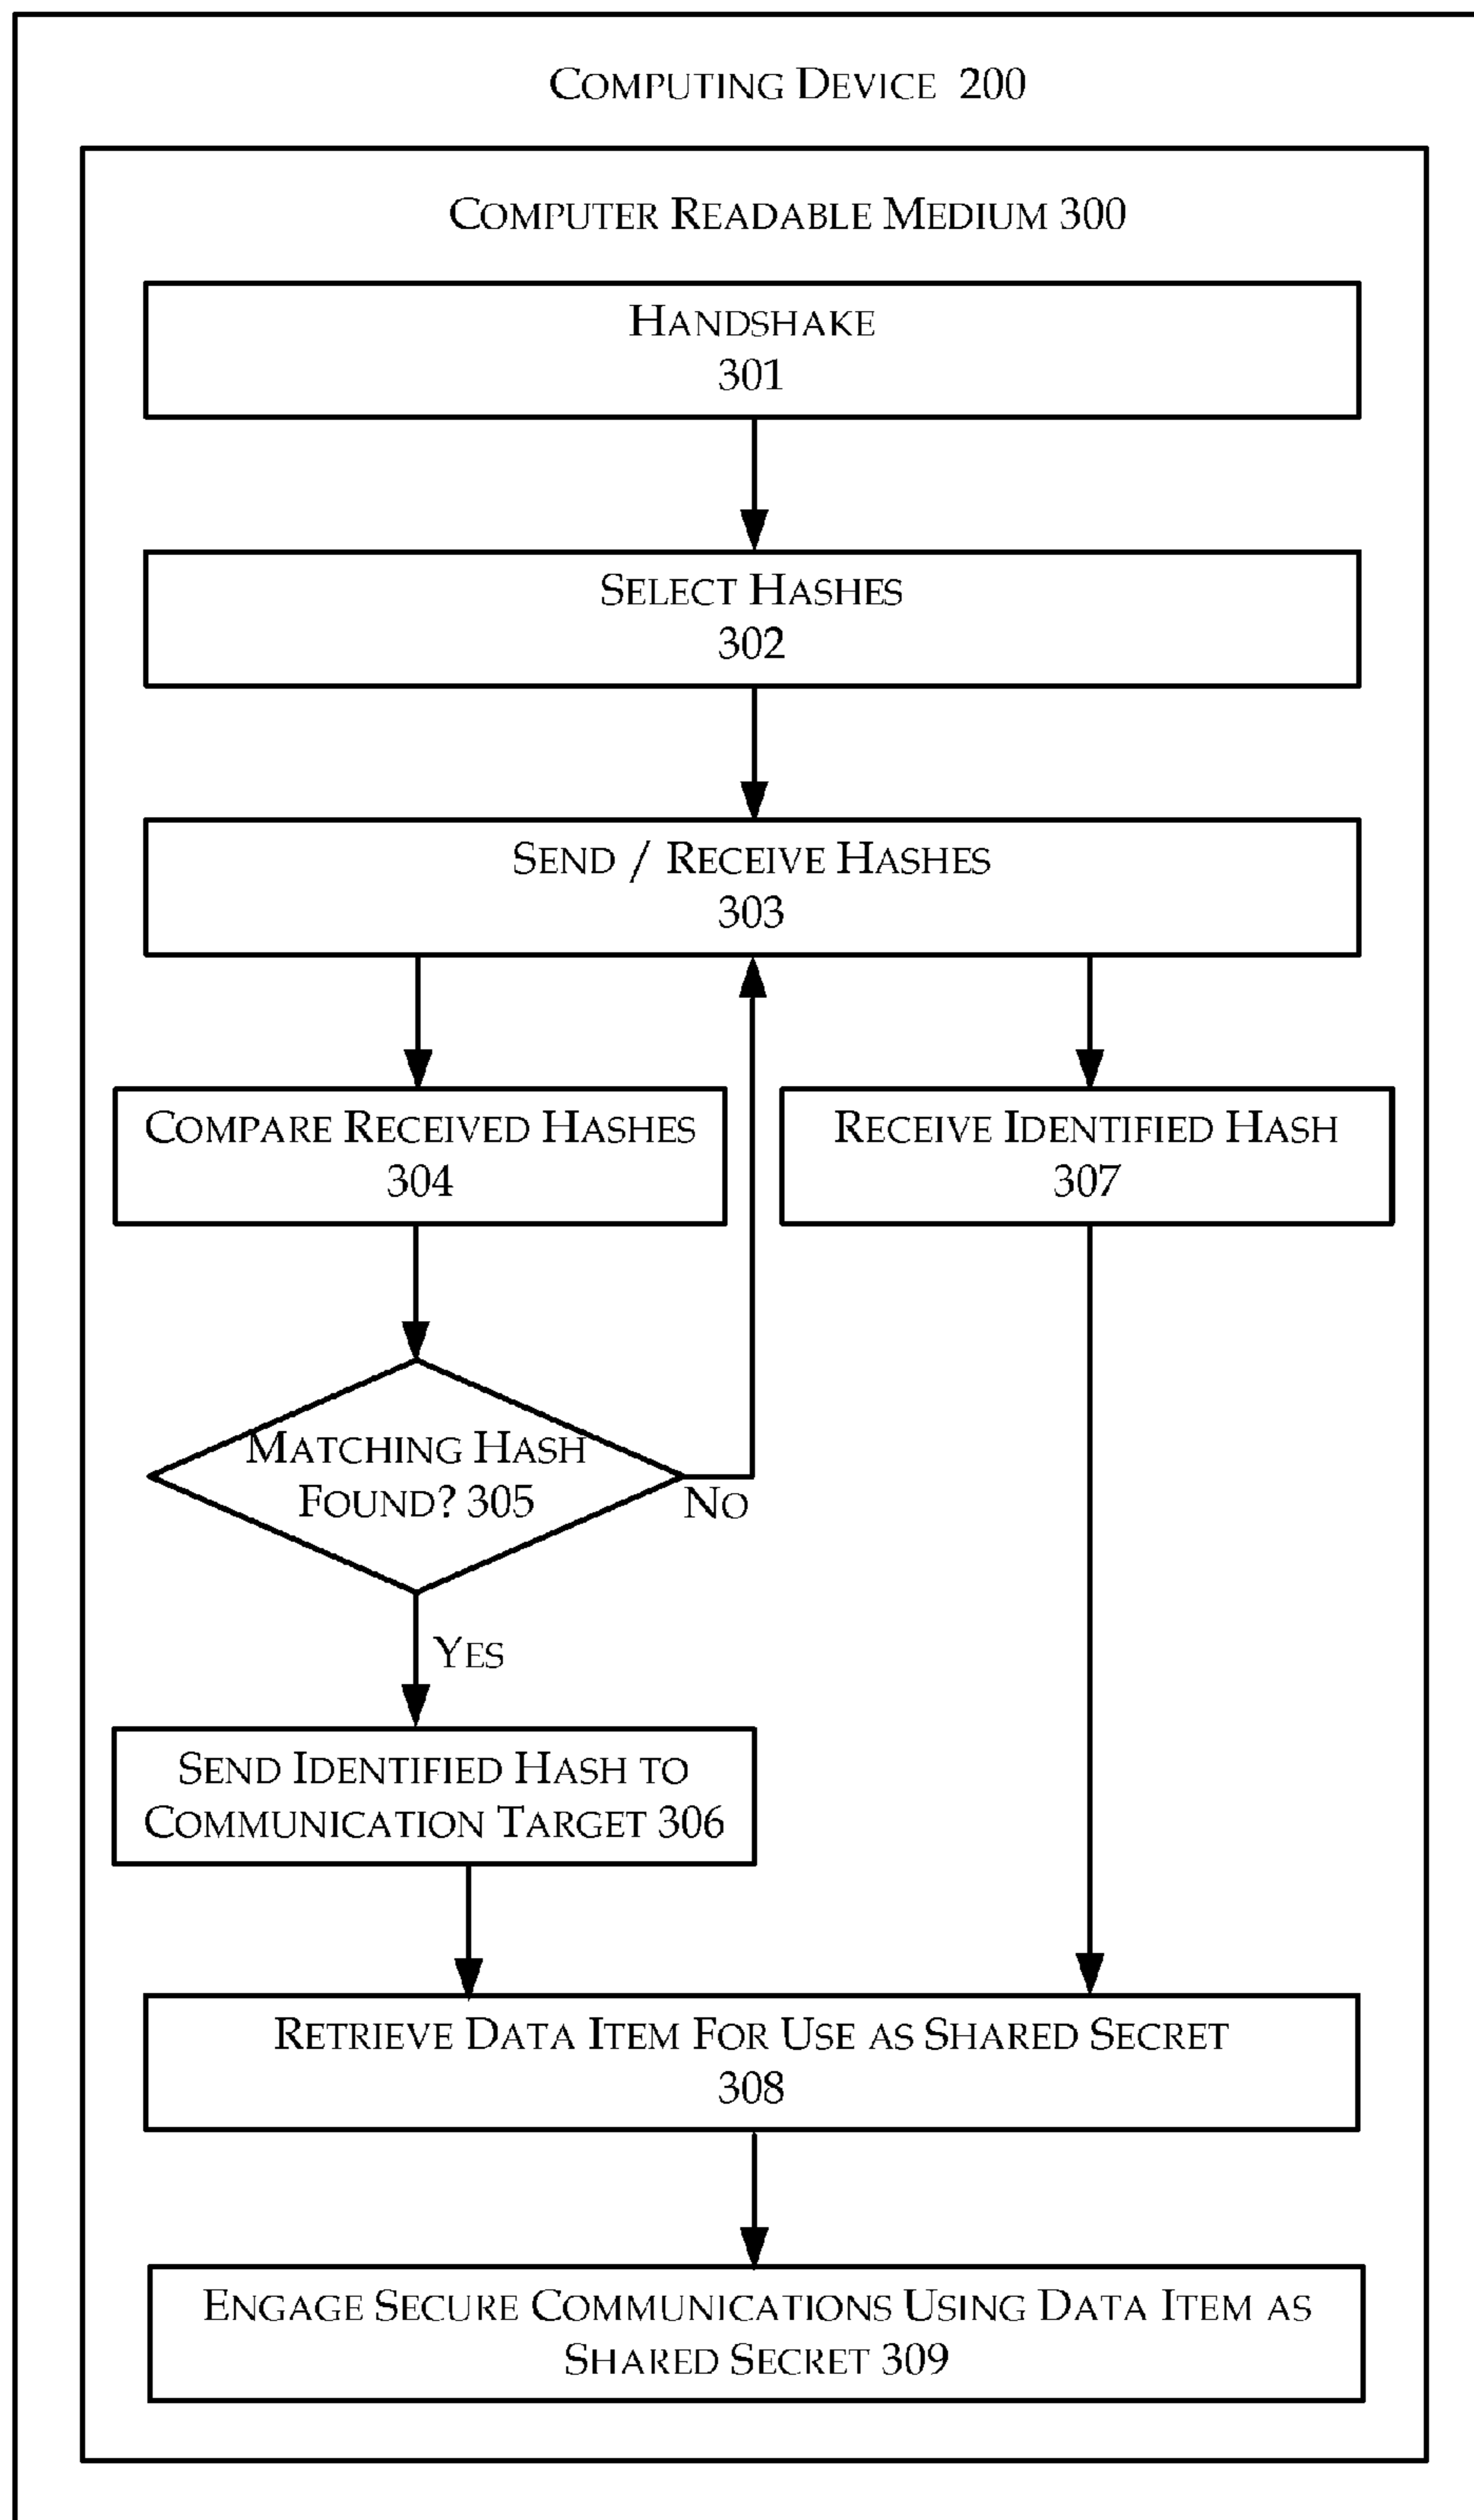 Computing Device 200
Computer Readable Medium 300
Handshake
301
Select Hashes
302
Send / Receive Hashes
303
Compare Received Hashes
304
Receive Identified Hash
307
Matching Hash
Found? 305
No
Yes
Send Identified Hash to
Communication Target 306
Retrieve Data Item For Use as Shared Secret
308
Engage Secure Communications Using Data Item as
Shared Secret 309